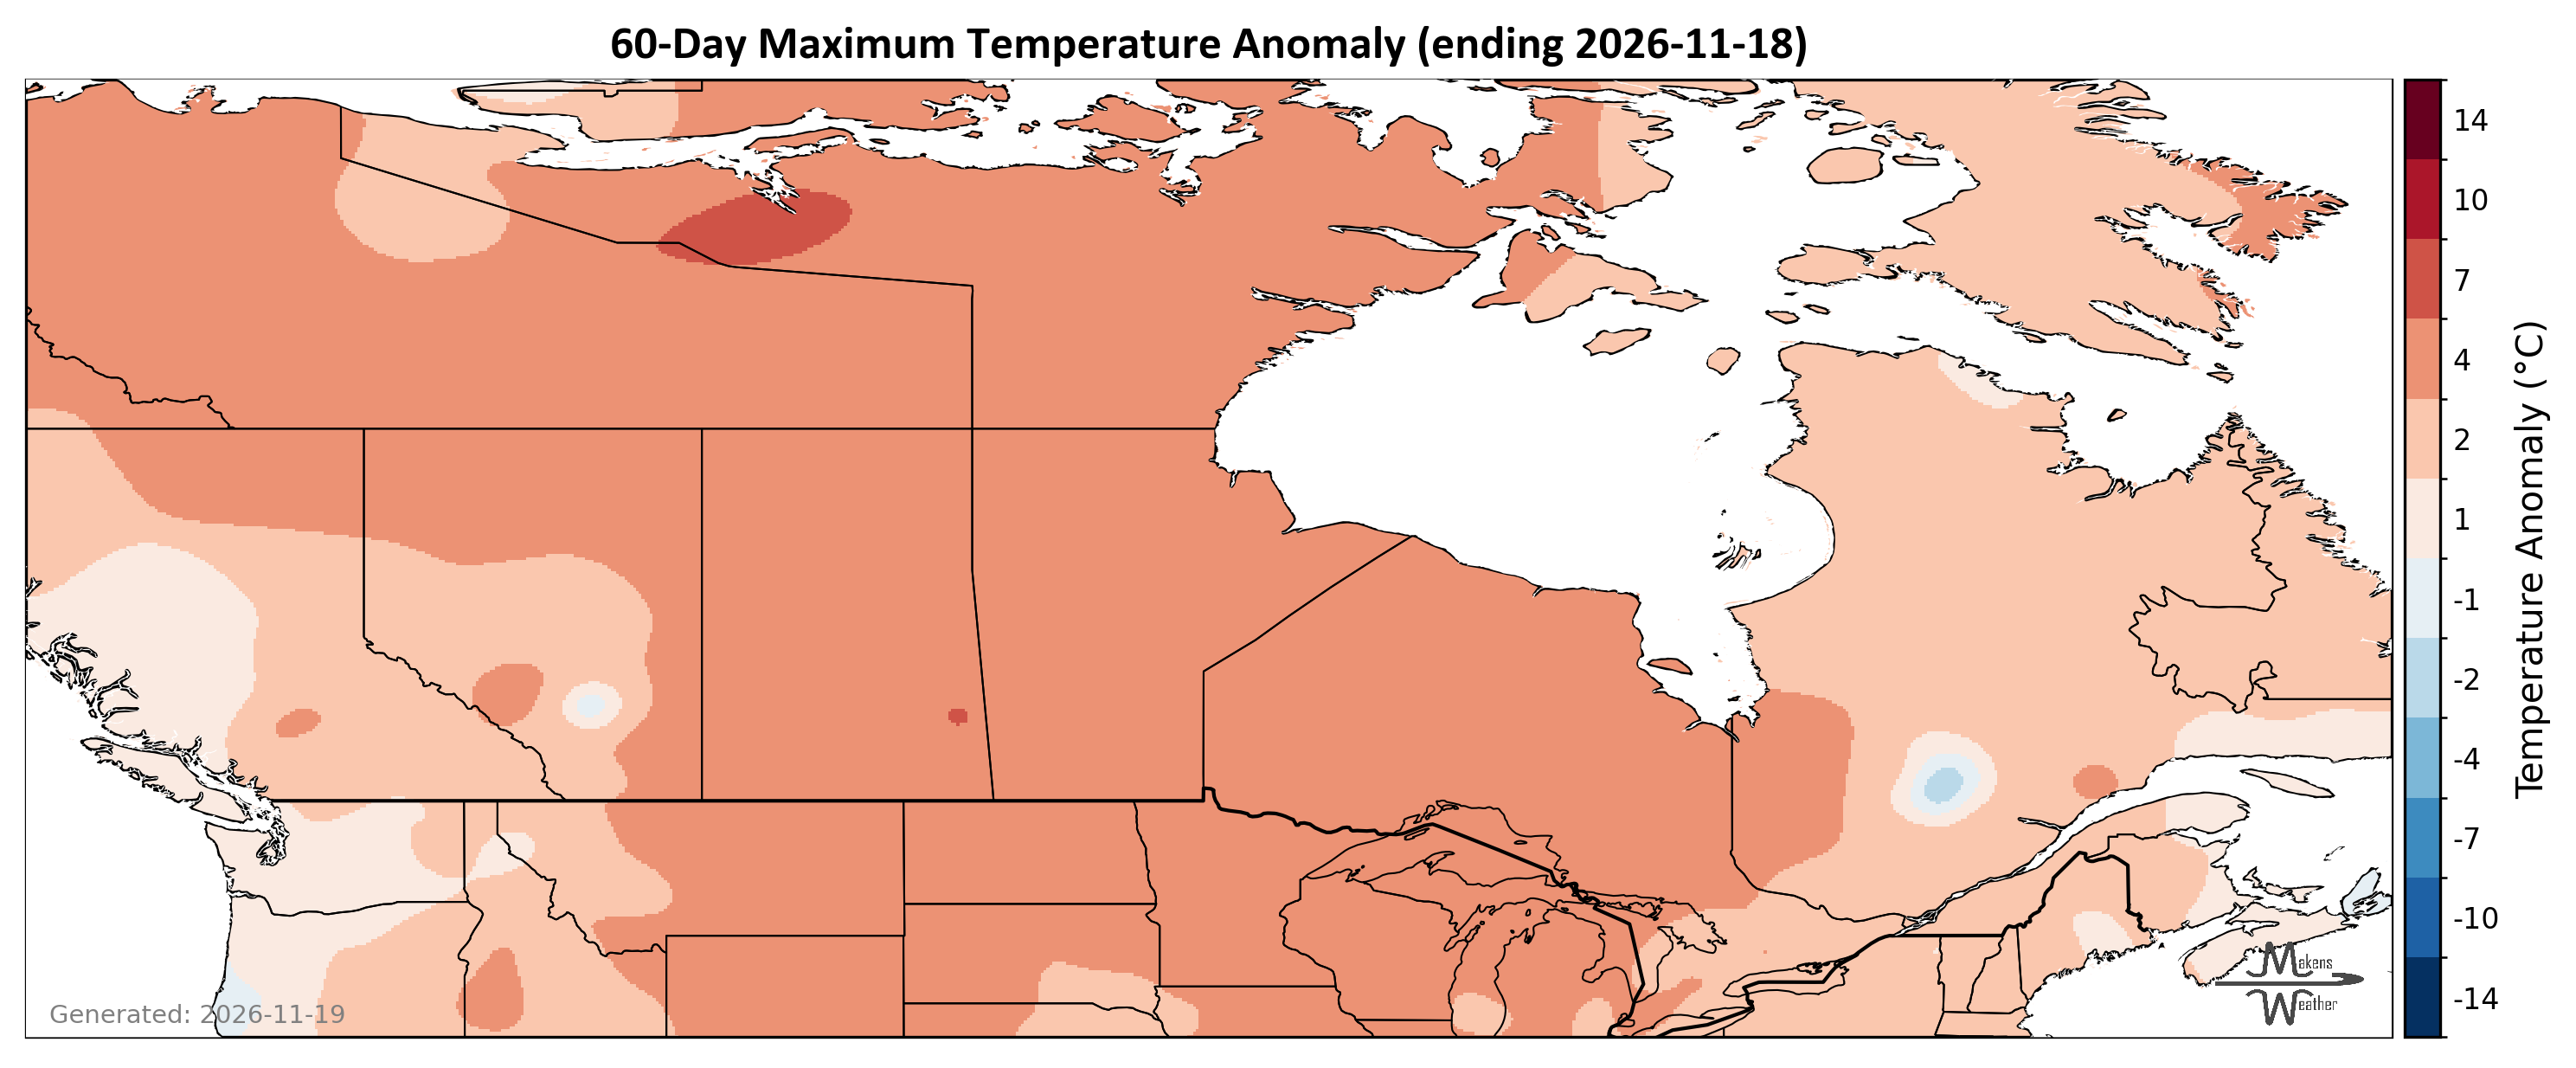 60-Day Maximum Temperature Anomaly (ending 2026-11-18)
14
10
7
4
2
1
-1
-2
-4
-7
-10
-14
Temperature Anomaly (°C)
Generated: 2026-11-19
Makens
Weather